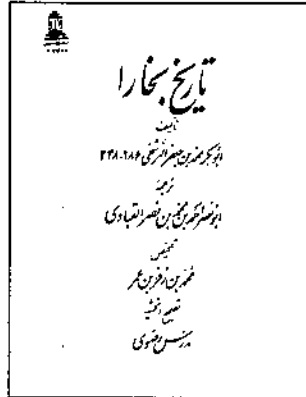 تاریخ بخارا
تألیف
ابوبکر محمد بن جعفر النرشخی ۲۸۶-۳۴۸
ترجمهٔ
ابونصر احمد بن محمد بن نصر القباوی
تلخیص
محمد بن زفر بن عمر
تصحیح و تحشیهٔ
مدرس رضوی